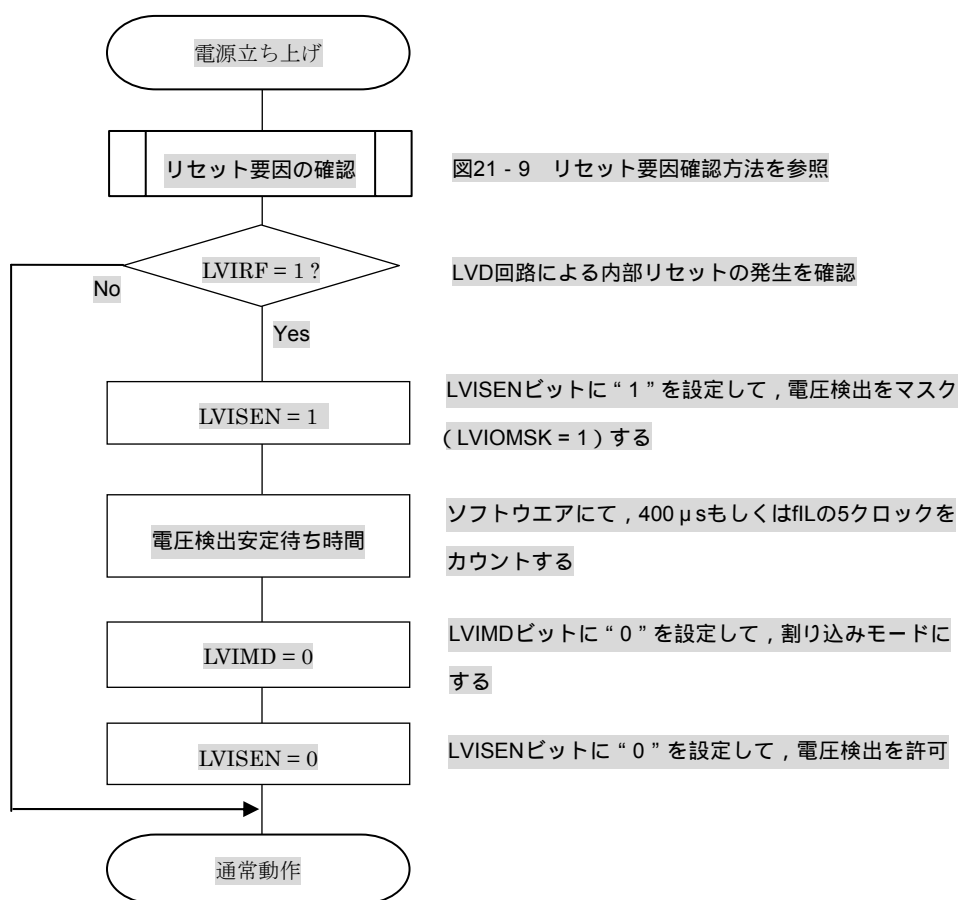 電源立ち上げ
リセット要因の確認
図21-9 リセット要因確認方法を参照
LVIRF = 1 ?
LVD回路による内部リセットの発生を確認
No
Yes
LVISEN = 1
LVISENビットに“1”を設定して,電圧検出をマスク
(LVIOMSK = 1)する
電圧検出安定待ち時間
ソフトウエアにて,400μsもしくはfILの5クロックを
カウントする
LVIMD = 0
LVIMDビットに“0”を設定して,割り込みモードに
する
LVISEN = 0
LVISENビットに“0”を設定して,電圧検出を許可
通常動作